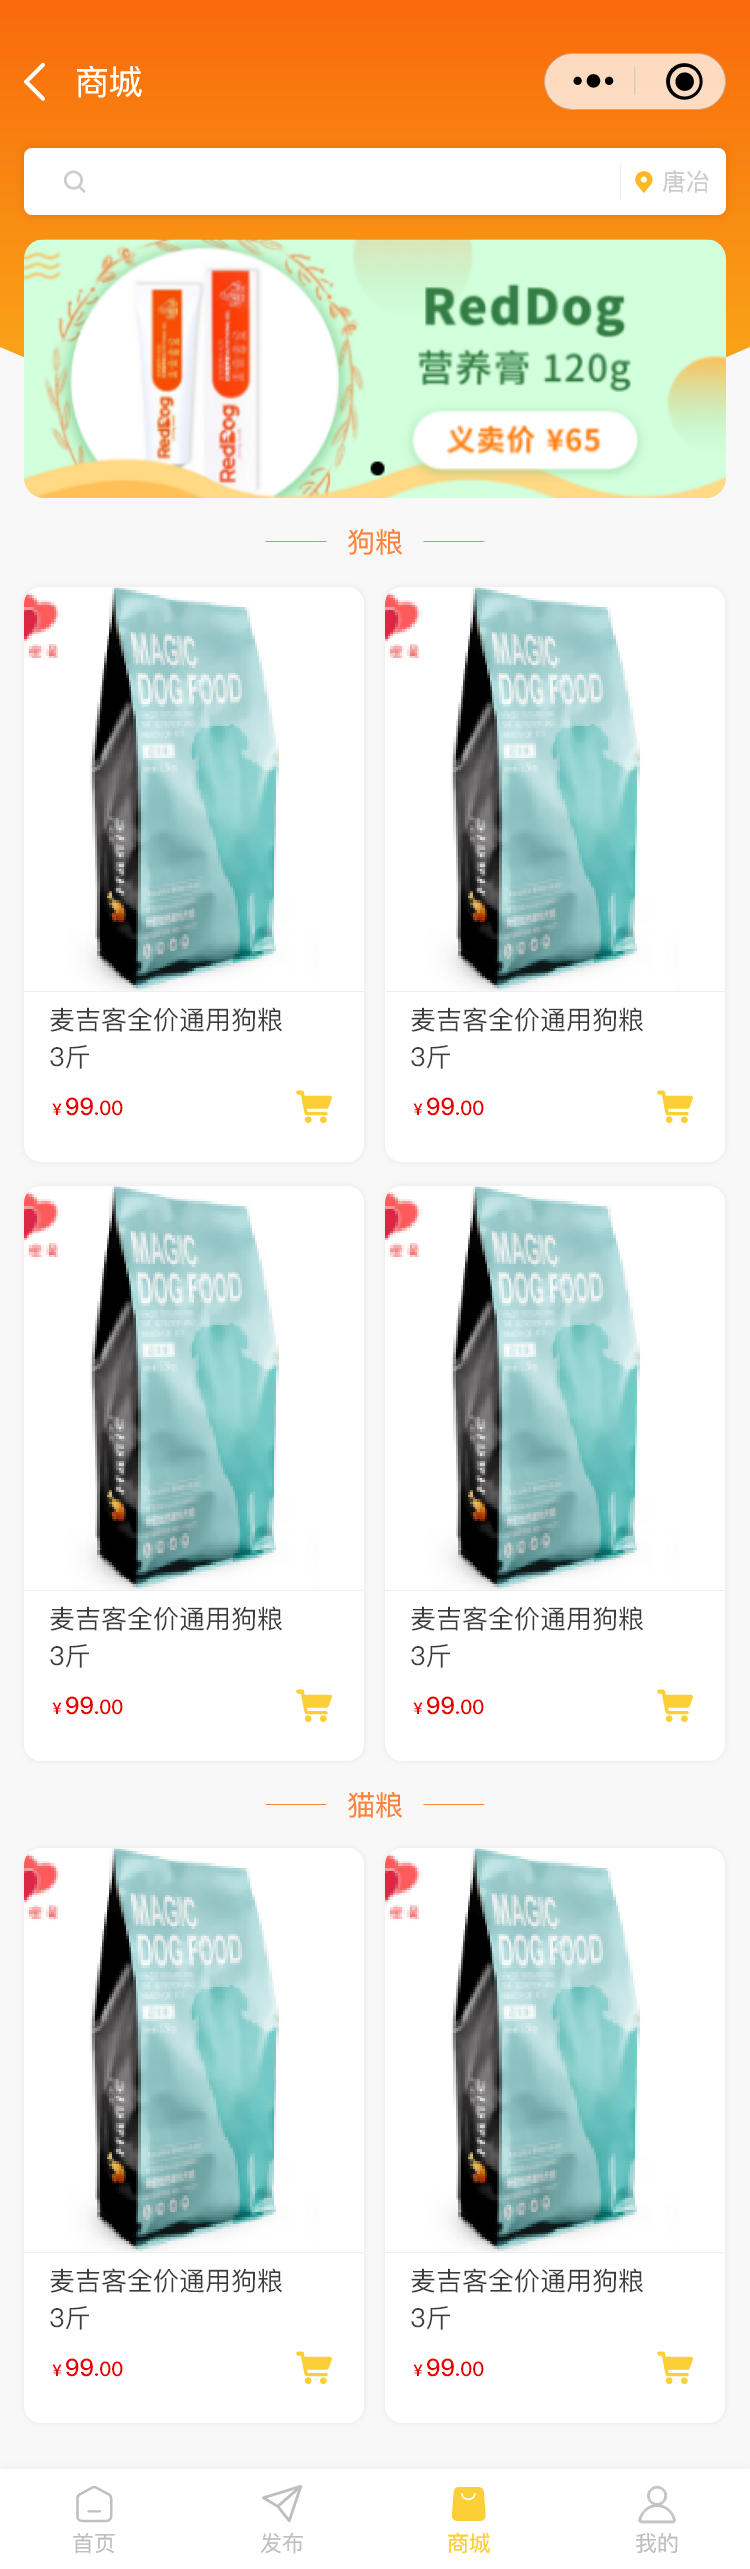 商城
唐冶
RedDog
营养膏 120g
义卖价 ¥65
RedDog
RedDog
狗粮
MAGIC
DOG FOOD
MAGIC
DOG FOOD
麦吉客全价通用狗粮
3斤
¥99.00
麦吉客全价通用狗粮
3斤
¥99.00
MAGIC
DOG FOOD
MAGIC
DOG FOOD
麦吉客全价通用狗粮
3斤
¥99.00
麦吉客全价通用狗粮
3斤
¥99.00
猫粮
MAGIC
DOG FOOD
MAGIC
DOG FOOD
麦吉客全价通用狗粮
3斤
¥99.00
麦吉客全价通用狗粮
3斤
¥99.00
首页
发布
商城
我的